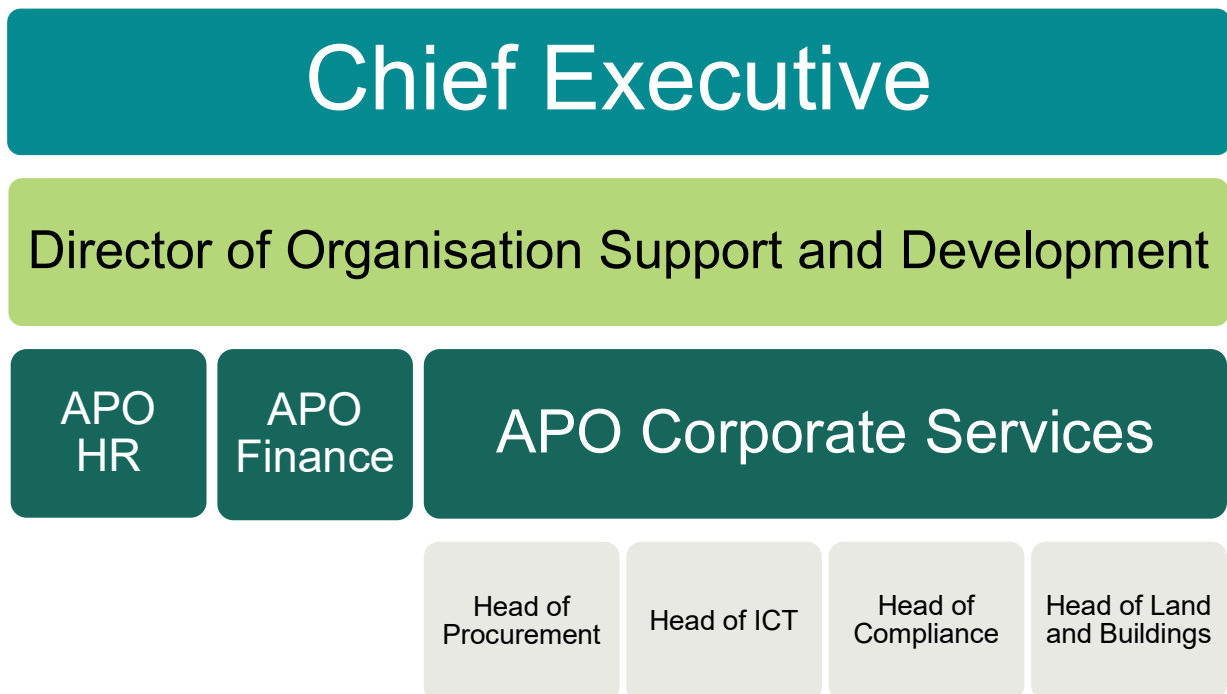 Chief Executive
Director of Organisation Support and Development
APO
HR
APO
Finance
APO Corporate Services
Head of
Procurement
Head of ICT
Head of
Compliance
Head of Land
and Buildings